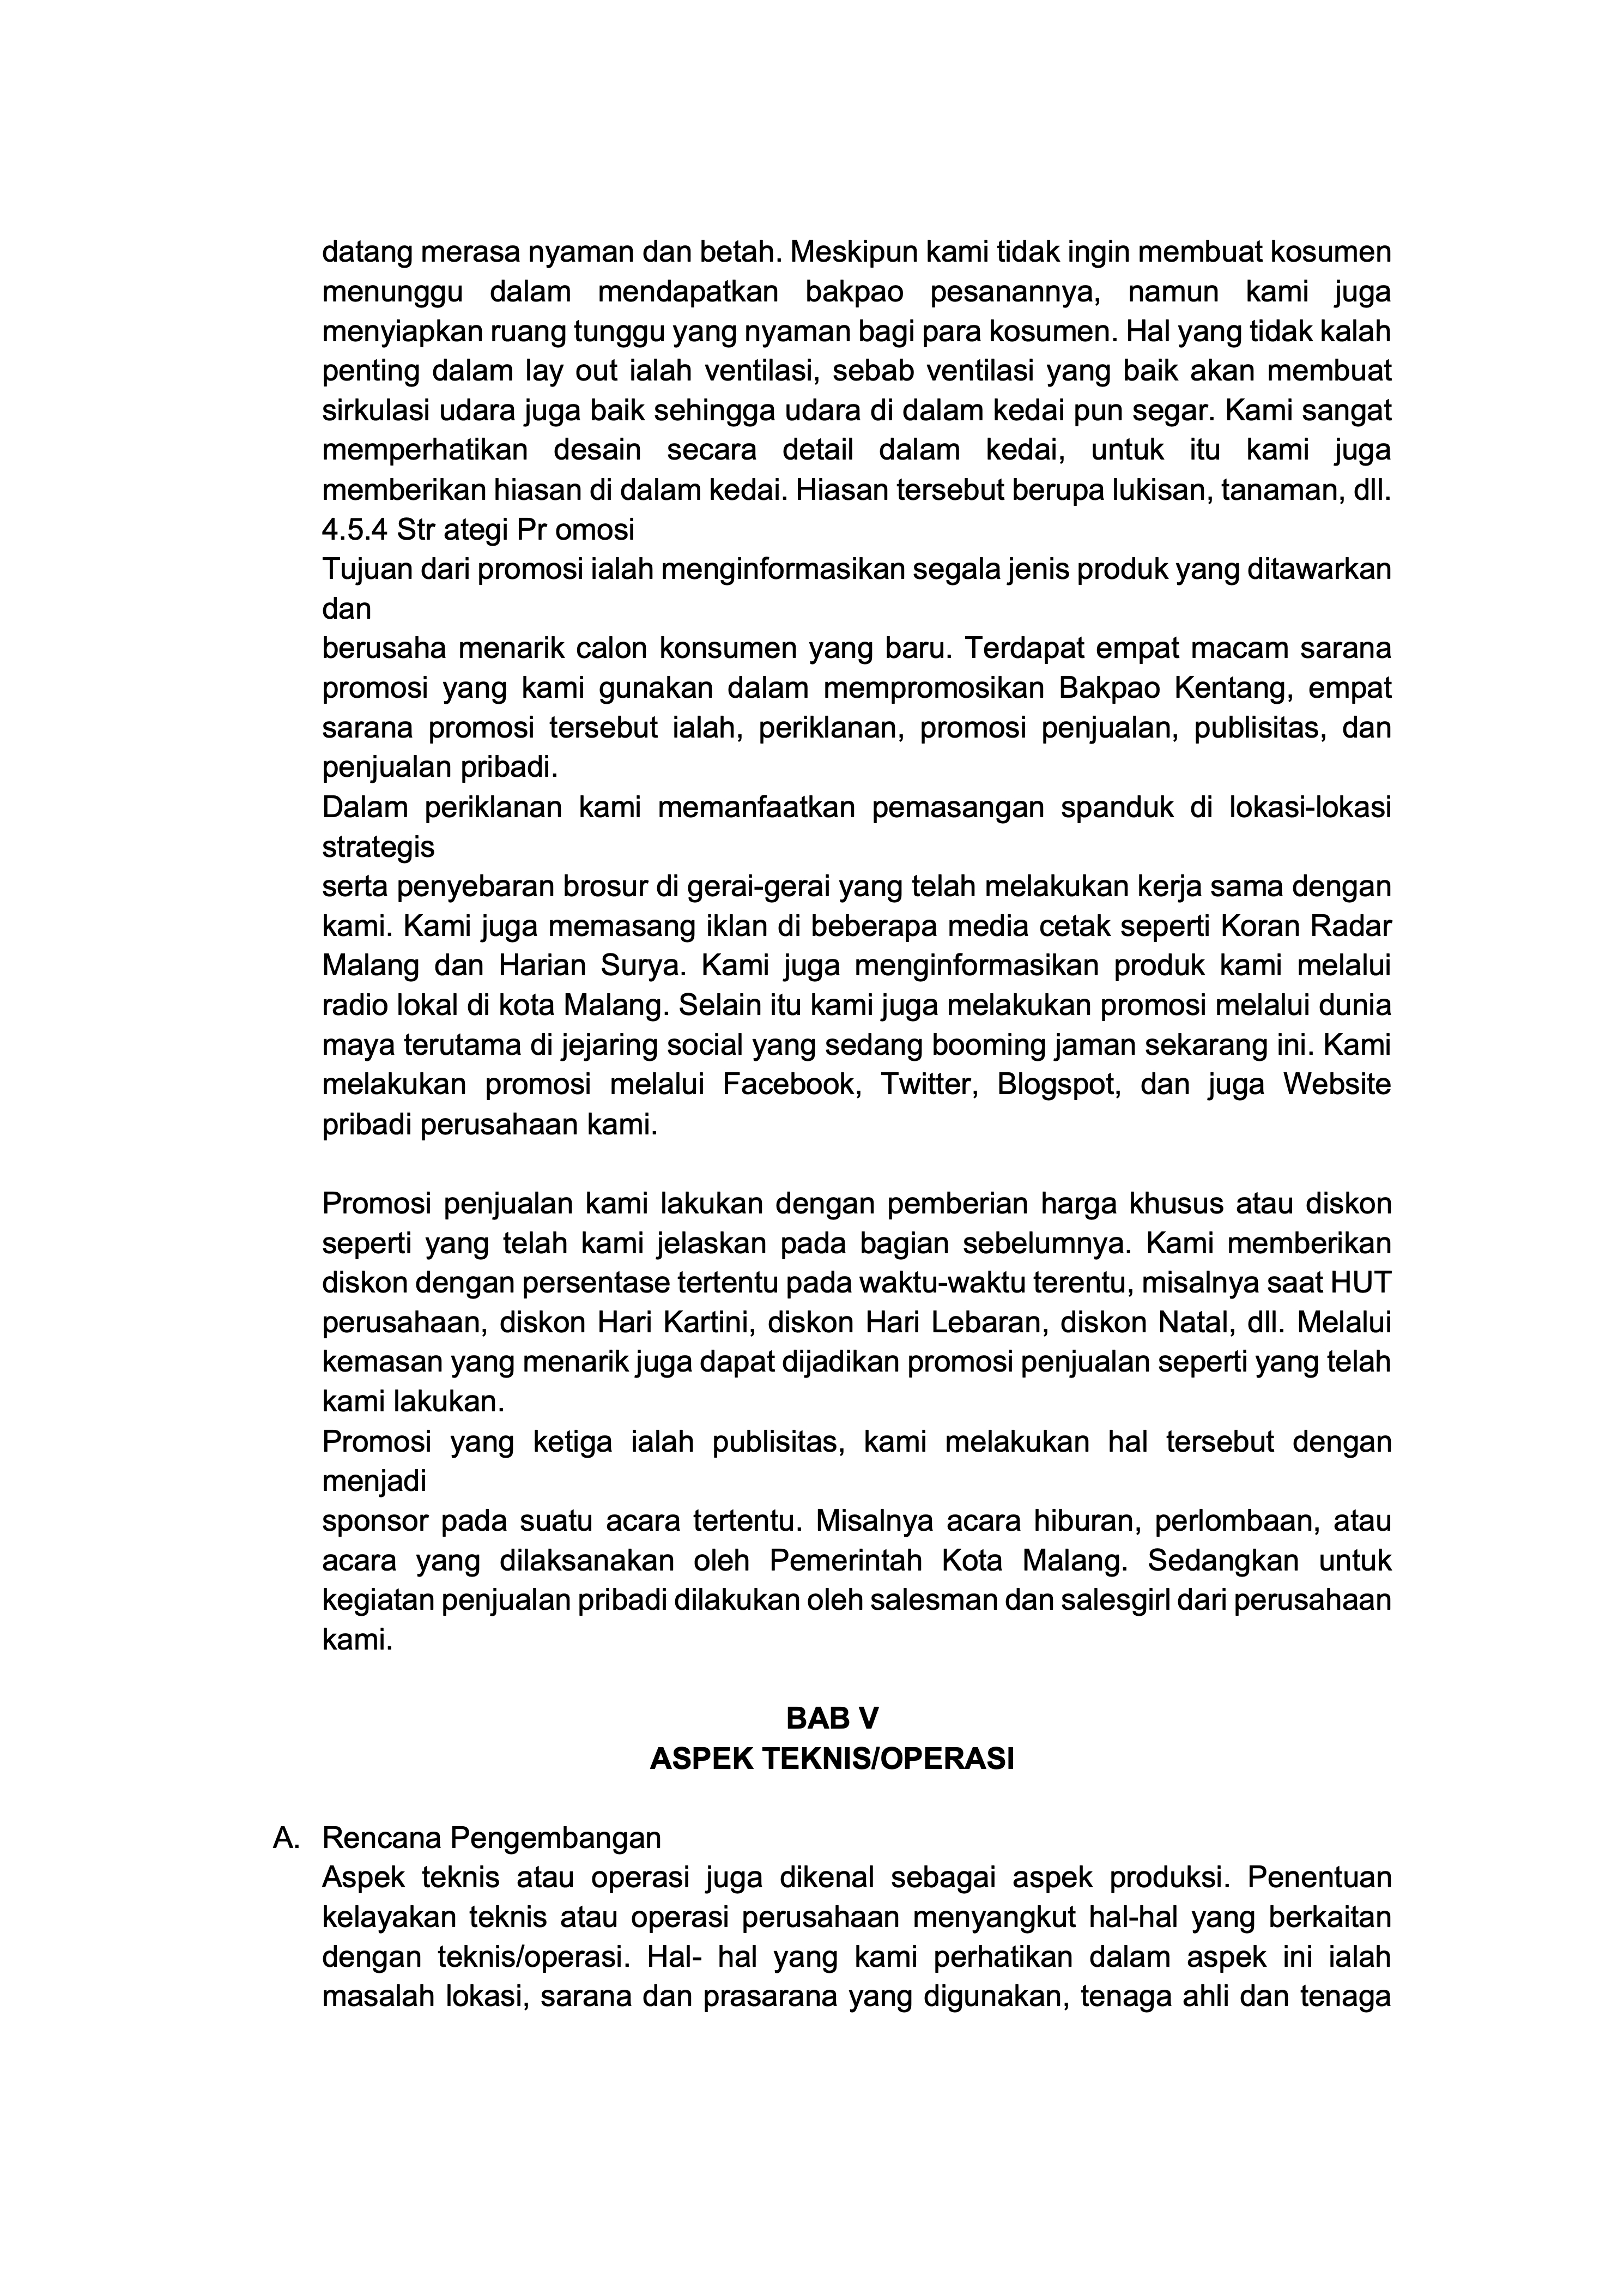 datang merasa nyaman dan betah. Meskipun kami tidak ingin membuat kosumen
menunggu dalam mendapatkan bakpao pesanannya, namun kami juga
menyiapkan ruang tunggu yang nyaman bagi para kosumen. Hal yang tidak kalah
penting dalam lay out ialah ventilasi, sebab ventilasi yang baik akan membuat
sirkulasi udara juga baik sehingga udara di dalam kedai pun segar. Kami sangat
memperhatikan desain secara detail dalam kedai, untuk itu kami juga
memberikan hiasan di dalam kedai. Hiasan tersebut berupa lukisan, tanaman, dll.
4.5.4 Str ategi Pr omosi
Tujuan dari promosi ialah menginformasikan segala jenis produk yang ditawarkan
dan
berusaha menarik calon konsumen yang baru. Terdapat empat macam sarana
promosi yang kami gunakan dalam mempromosikan Bakpao Kentang, empat
sarana promosi tersebut ialah, periklanan, promosi penjualan, publisitas, dan
penjualan pribadi.
Dalam periklanan kami memanfaatkan pemasangan spanduk di lokasi-lokasi
strategis
serta penyebaran brosur di gerai-gerai yang telah melakukan kerja sama dengan
kami. Kami juga memasang iklan di beberapa media cetak seperti Koran Radar
Malang dan Harian Surya. Kami juga menginformasikan produk kami melalui
radio lokal di kota Malang. Selain itu kami juga melakukan promosi melalui dunia
maya terutama di jejaring social yang sedang booming jaman sekarang ini. Kami
melakukan promosi melalui Facebook, Twitter, Blogspot, dan juga Website
pribadi perusahaan kami.
Promosi penjualan kami lakukan dengan pemberian harga khusus atau diskon
seperti yang telah kami jelaskan pada bagian sebelumnya. Kami memberikan
diskon dengan persentase tertentu pada waktu-waktu terentu, misalnya saat HUT
perusahaan, diskon Hari Kartini, diskon Hari Lebaran, diskon Natal, dll. Melalui
kemasan yang menarik juga dapat dijadikan promosi penjualan seperti yang telah
kami lakukan.
Promosi yang ketiga ialah publisitas, kami melakukan hal tersebut dengan
menjadi
sponsor pada suatu acara tertentu. Misalnya acara hiburan, perlombaan, atau
acara yang dilaksanakan oleh Pemerintah Kota Malang. Sedangkan untuk
kegiatan penjualan pribadi dilakukan oleh salesman dan salesgirl dari perusahaan
kami.
BAB V
ASPEK TEKNIS/OPERASI
A. Rencana Pengembangan
Aspek teknis atau operasi juga dikenal sebagai aspek produksi. Penentuan
kelayakan teknis atau operasi perusahaan menyangkut hal-hal yang berkaitan
dengan teknis/operasi. Hal- hal yang kami perhatikan dalam aspek ini ialah
masalah lokasi, sarana dan prasarana yang digunakan, tenaga ahli dan tenaga